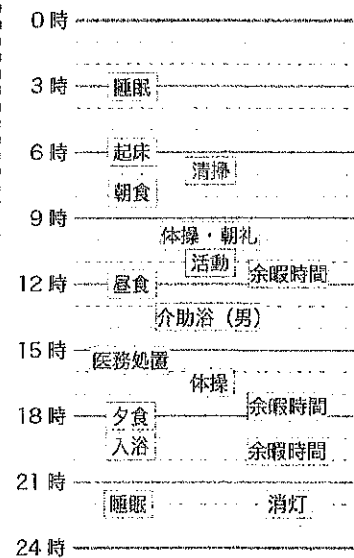 0時
3時
睡眠
6時
起床
清掃
朝食
9時
体操・朝礼
活動
余暇時間
12時
昼食
介助浴（男）
15時
医務処置
体操
余暇時間
18時
夕食
入浴
余暇時間
21時
睡眠
消灯
24時